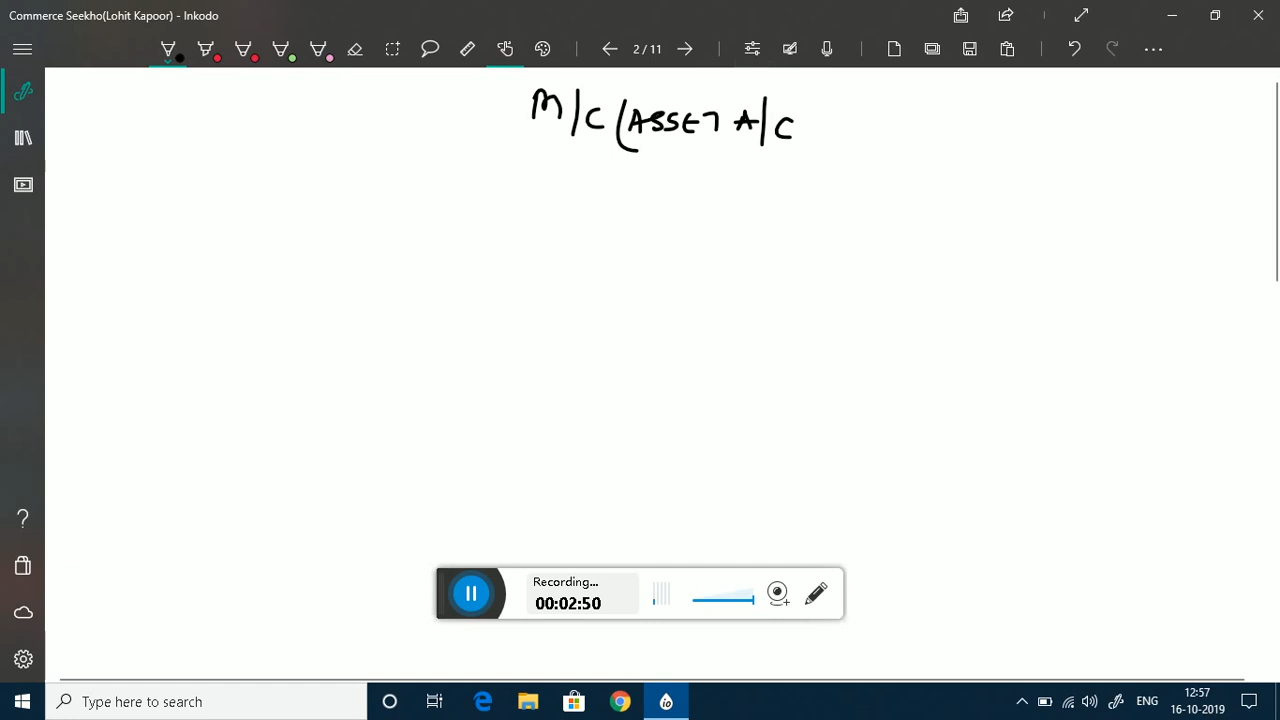 Commerce Seekho(Lohit Kapoor) - Inkodo
2 / 11
M/C (ASSET A/C
Recording...
00:02:50
Type here to search
ENG
12:57
16-10-2019